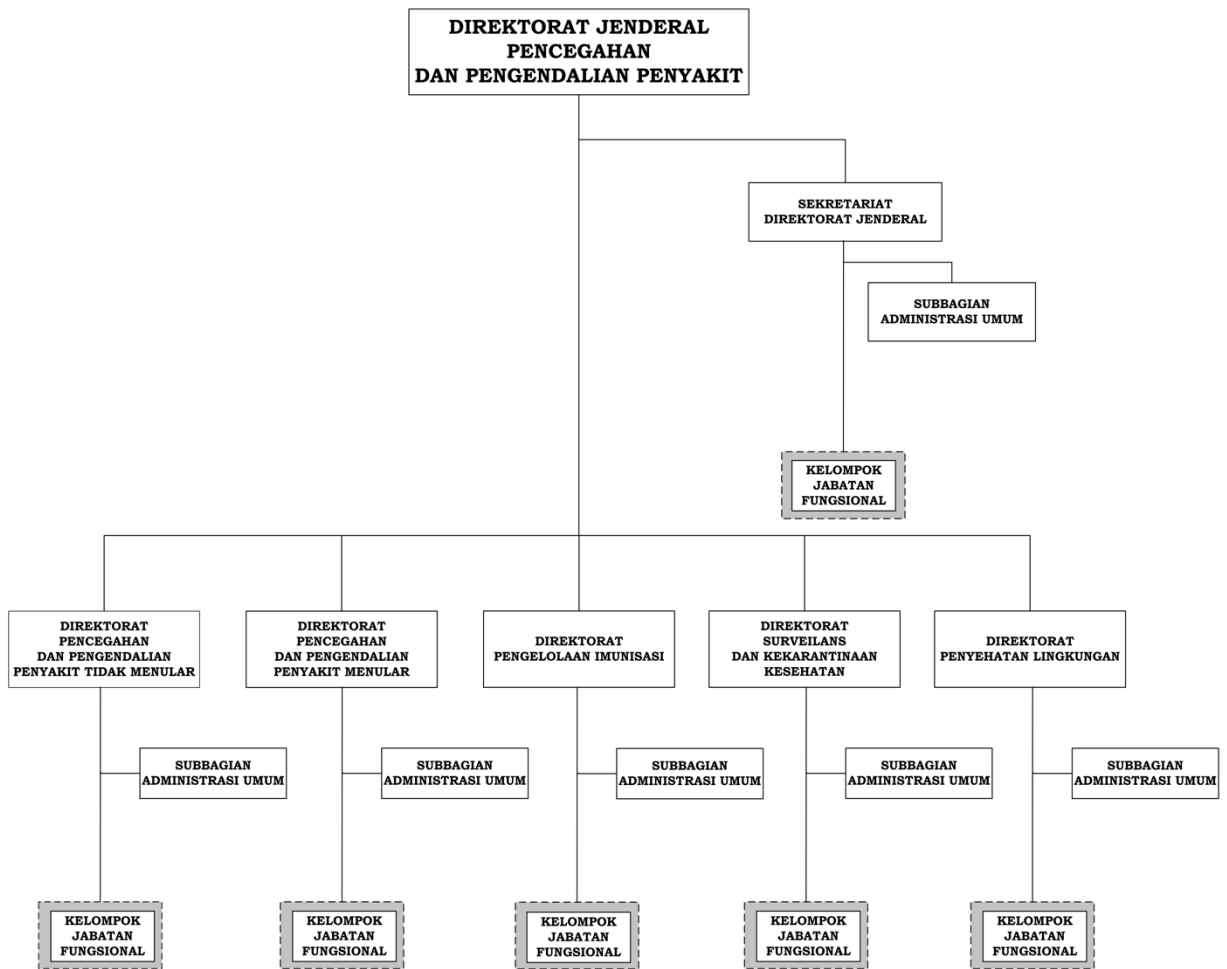 DIREKTORAT JENDERAL
PENCEGAHAN
DAN PENGENDALIAN PENYAKIT
SEKRETARIAT
DIREKTORAT JENDERAL
SUBBAGIAN
ADMINISTRASI UMUM
KELOMPOK
JABATAN
FUNGSIONAL
DIREKTORAT
PENCEGAHAN
DAN PENGENDALIAN
PENYAKIT TIDAK MENULAR
DIREKTORAT
PENCEGAHAN
DAN PENGENDALIAN
PENYAKIT MENULAR
DIREKTORAT
PENGELOLAAN IMUNISASI
DIREKTORAT
SURVEILANS
DAN KEKARANTINAAN
KESEHATAN
DIREKTORAT
PENYEHATAN LINGKUNGAN
SUBBAGIAN
ADMINISTRASI UMUM
SUBBAGIAN
ADMINISTRASI UMUM
SUBBAGIAN
ADMINISTRASI UMUM
SUBBAGIAN
ADMINISTRASI UMUM
SUBBAGIAN
ADMINISTRASI UMUM
KELOMPOK
JABATAN
FUNGSIONAL
KELOMPOK
JABATAN
FUNGSIONAL
KELOMPOK
JABATAN
FUNGSIONAL
KELOMPOK
JABATAN
FUNGSIONAL
KELOMPOK
JABATAN
FUNGSIONAL